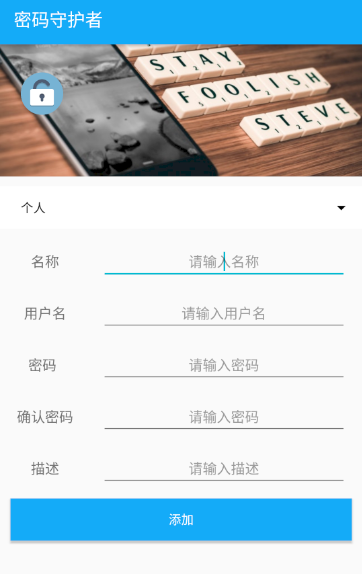 密码守护者
STAY
FOOLISH
STEVE
个人
名称 请输入名称
用户名 请输入用户名
密码 请输入密码
确认密码 请输入密码
描述 请输入描述
添加